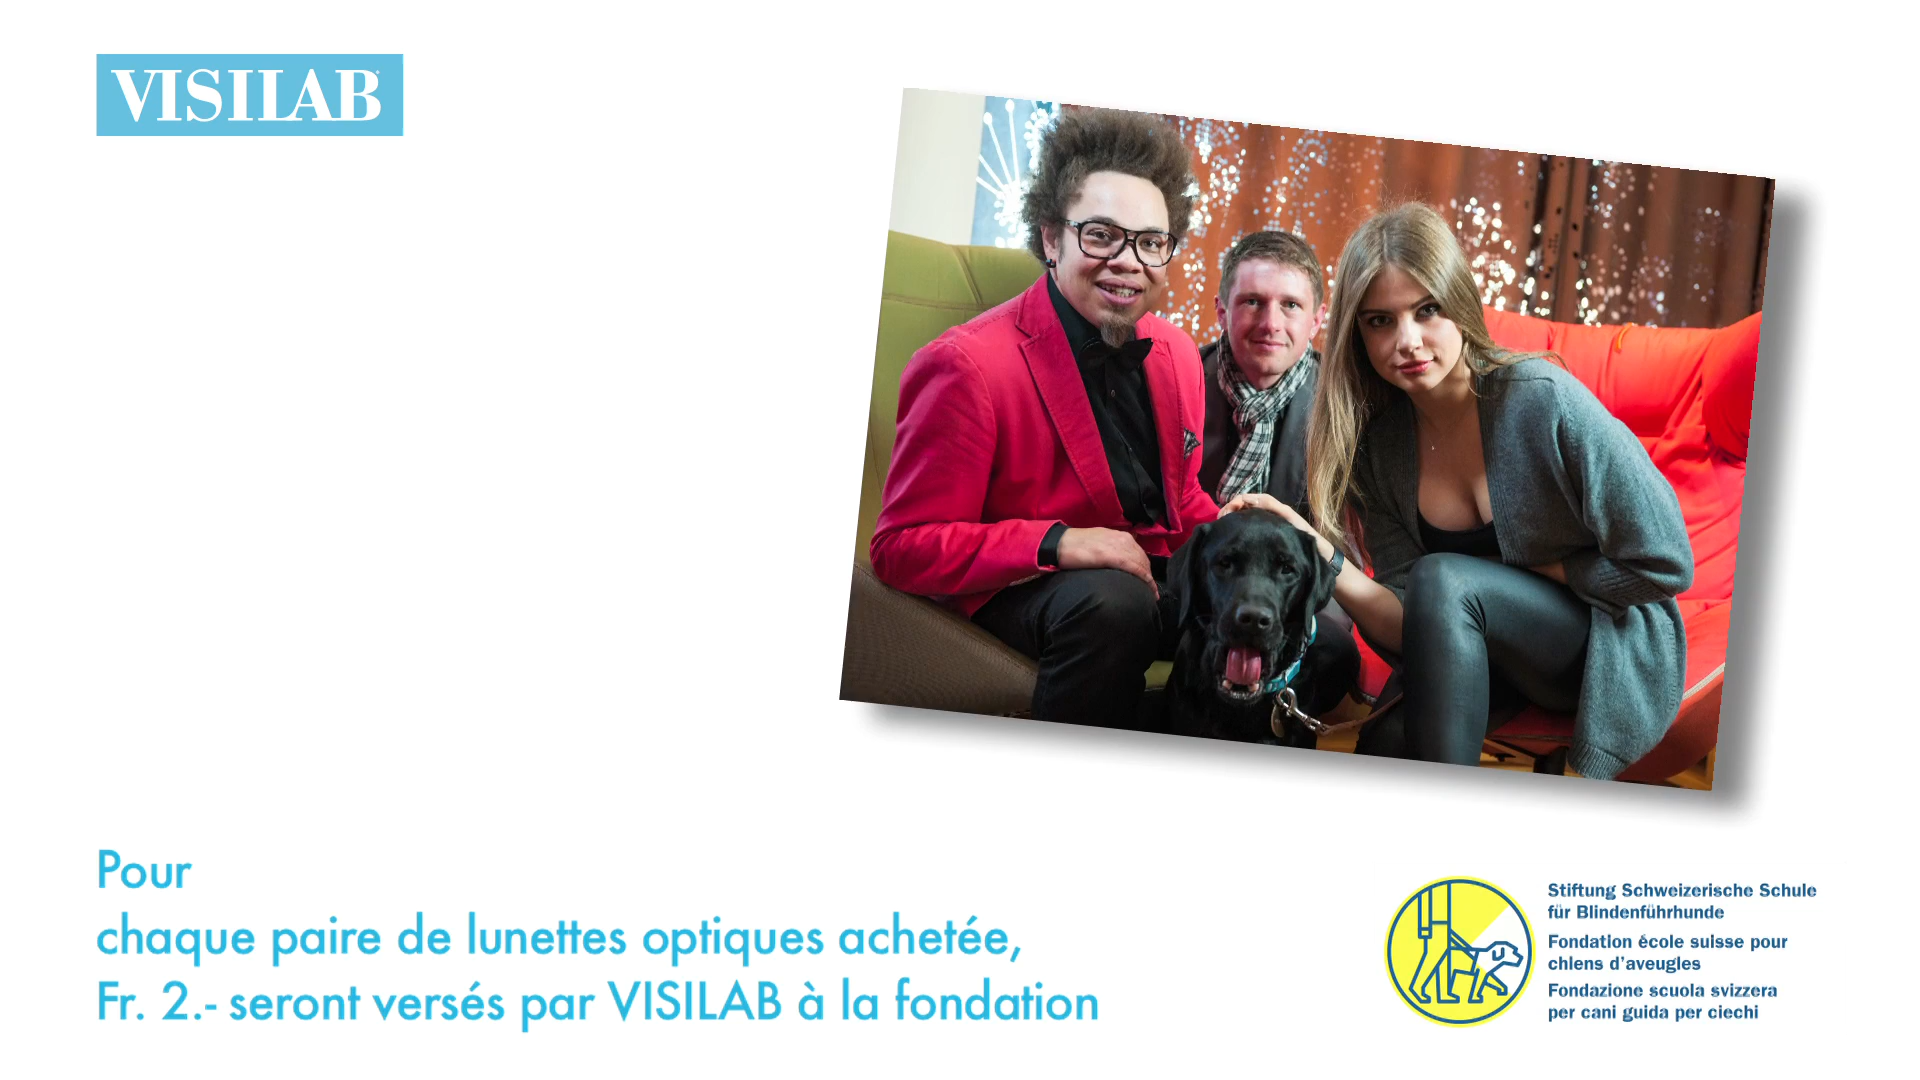 VISILAB
Pour
chaque paire de lunettes optiques achetée,
Fr. 2.- seront versés par VISILAB à la fondation
Stiftung Schweizerische Schule
für Blindenführhunde
Fondation école suisse pour
chiens d'aveugles
Fondazione scuola svizzera
per cani guida per ciechi